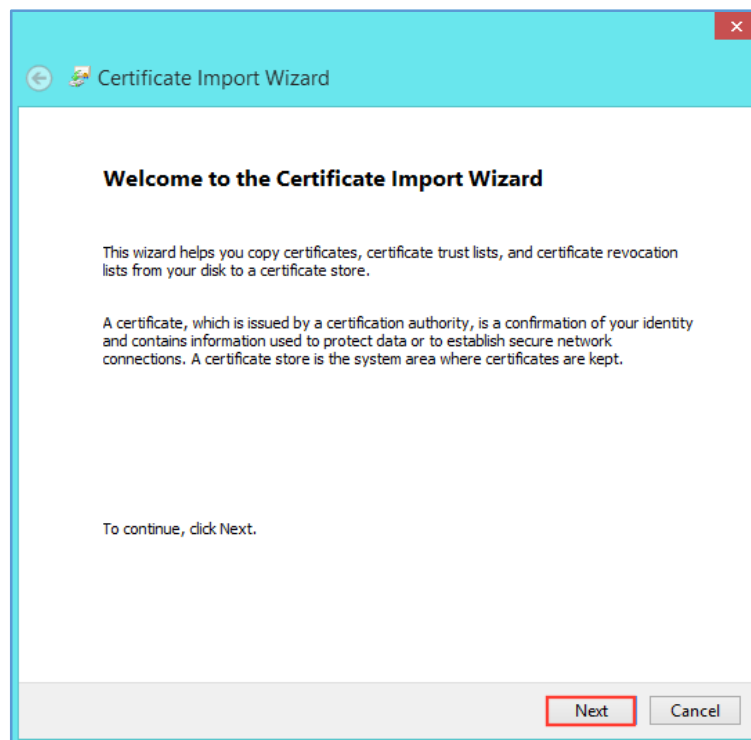 Certificate Import Wizard
Welcome to the Certificate Import Wizard
This wizard helps you copy certificates, certificate trust lists, and certificate revocation
lists from your disk to a certificate store.
A certificate, which is issued by a certification authority, is a confirmation of your identity
and contains information used to protect data or to establish secure network
connections. A certificate store is the system area where certificates are kept.
To continue, click Next.
Next Cancel